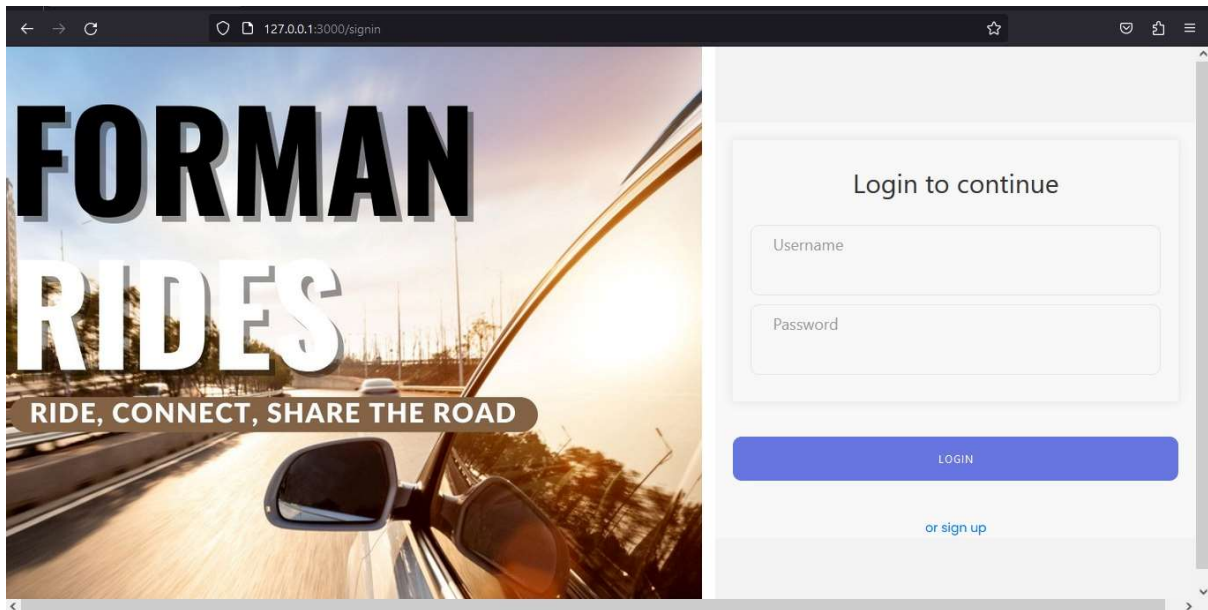 127.0.0.1:3000/signin
FORMAN
RIDES
RIDE, CONNECT, SHARE THE ROAD
Login to continue
Username
Password
LOGIN
or sign up